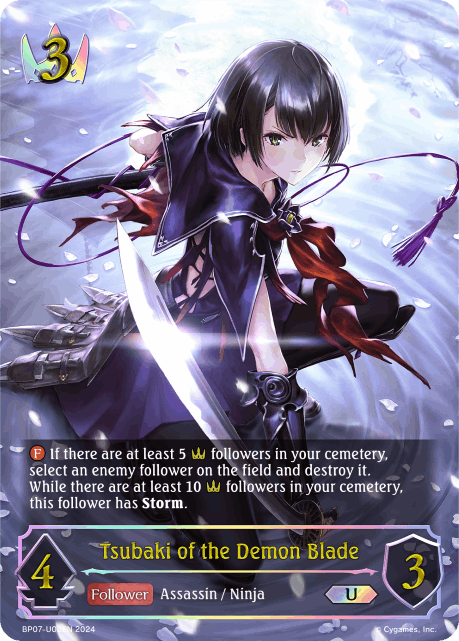 3
F If there are at least 5 followers in your cemetery,
select an enemy follower on the field and destroy it.
While there are at least 10 followers in your cemetery,
this follower has Storm.
Tsubaki of the Demon Blade
4
Follower Assassin / Ninja
U
3
2024
© Cygames, Inc.